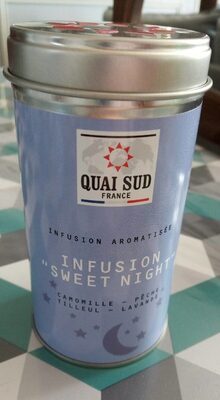 QUAI SUD
FRANCE
INFUSION AROMATISÉE
INFUSION
"SWEET NIGHT"
CAMOMILLE - PÊCHE
TILLEUL - LAVANDE